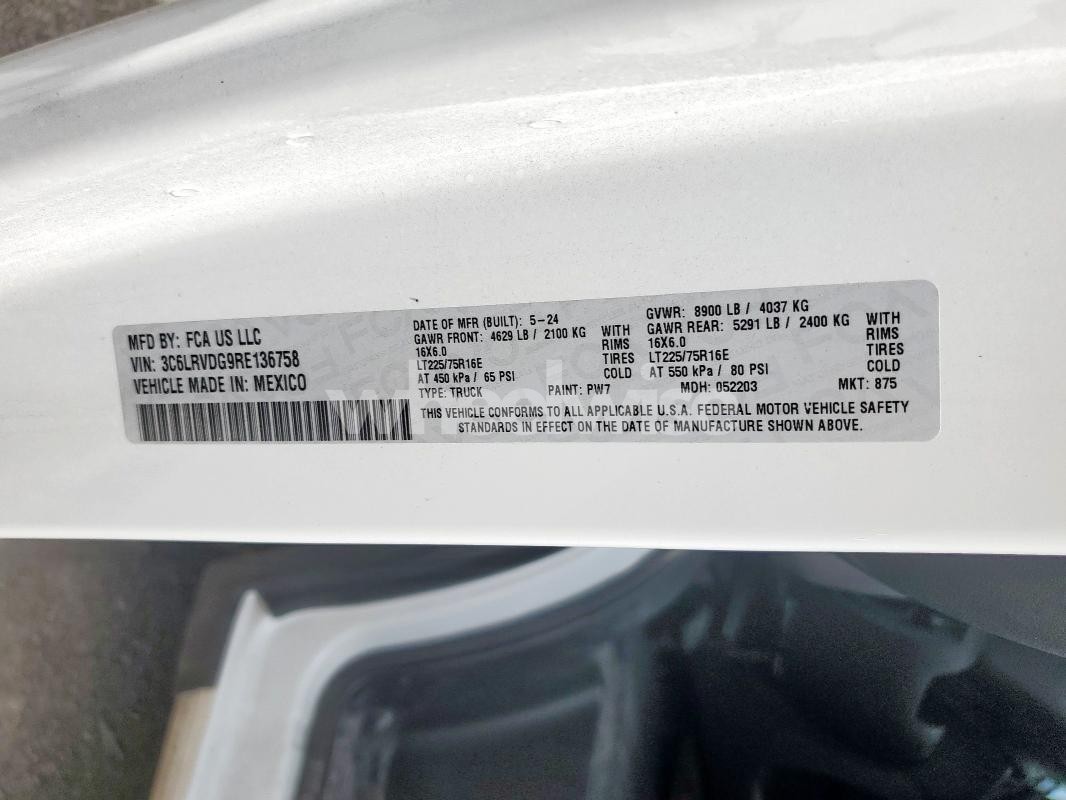 MFD BY: FCA US LLC
VIN: 3C6LRVDG9RE136758
VEHICLE MADE IN: MEXICO
DATE OF MFR (BUILT): 5-24
GAWR FRONT: 4629 LB / 2100 KG
16X6.0
LT225/75R16E
AT 450 kPa / 65 PSI
WITH
RIMS
TIRES
COLD
GVWR: 8900 LB / 4037 KG
GAWR REAR: 5291 LB / 2400 KG
16X6.0
LT225/75R16E
AT 550 kPa / 80 PSI
WITH
RIMS
TIRES
COLD
TYPE: TRUCK PAINT: PW7 MDH: 052203 MKT: 875
THIS VEHICLE CONFORMS TO ALL APPLICABLE U.S.A. FEDERAL MOTOR VEHICLE SAFETY
STANDARDS IN EFFECT ON THE DATE OF MANUFACTURE SHOWN ABOVE.